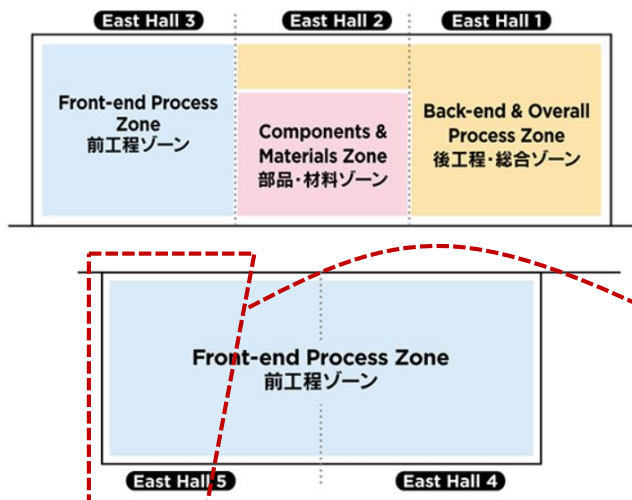 East Hall 3
East Hall 2
East Hall 1
Front-end Process
Zone
前工程ゾーン
Components &
Materials Zone
部品・材料ゾーン
Back-end & Overall
Process Zone
後工程・総合ゾーン
Front-end Process Zone
前工程ゾーン
East Hall 5
East Hall 4